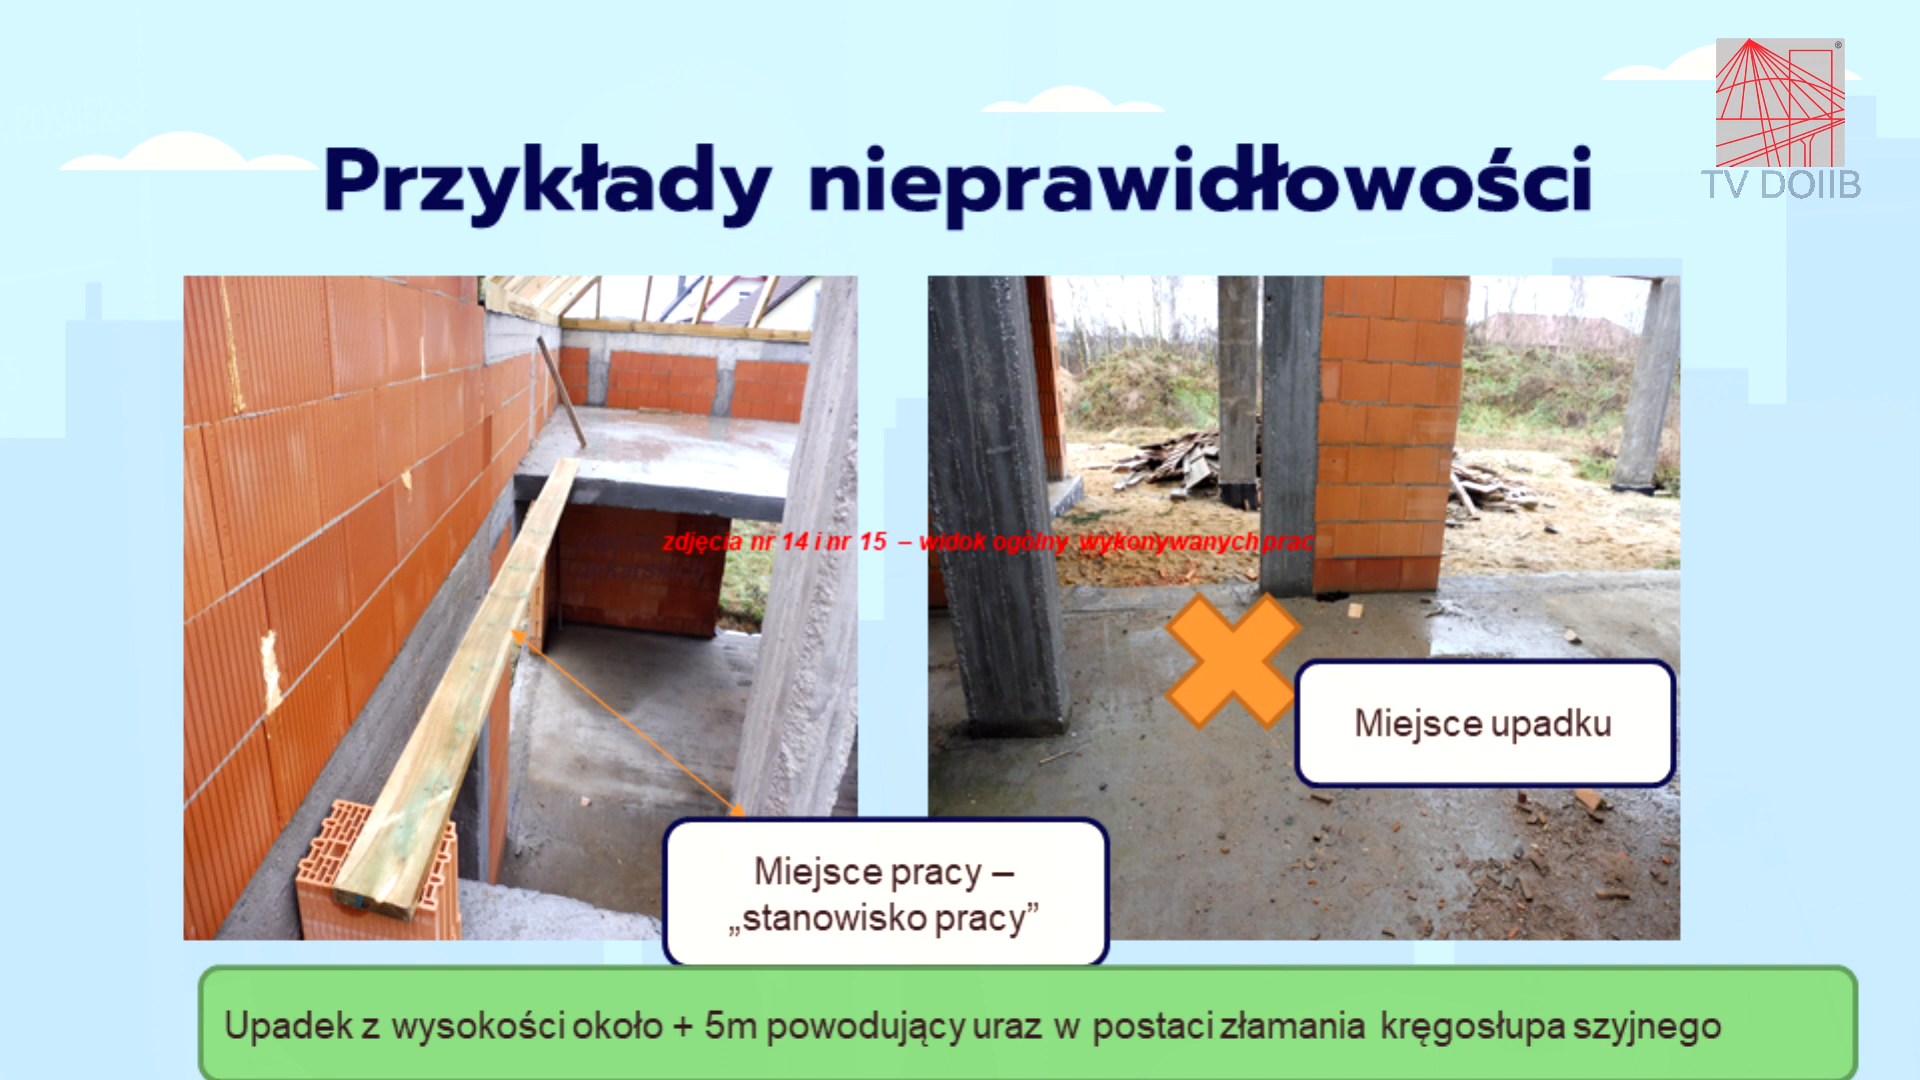 TV DOIIB
Przykłady nieprawidłowości
zdjęcia nr 14 i nr 15 – widok ogólny wykonywanych prac
Miejsce upadku
Miejsce pracy –
„stanowisko pracy”
Upadek z wysokości około + 5m powodujący uraz w postaci złamania kręgosłupa szyjnego